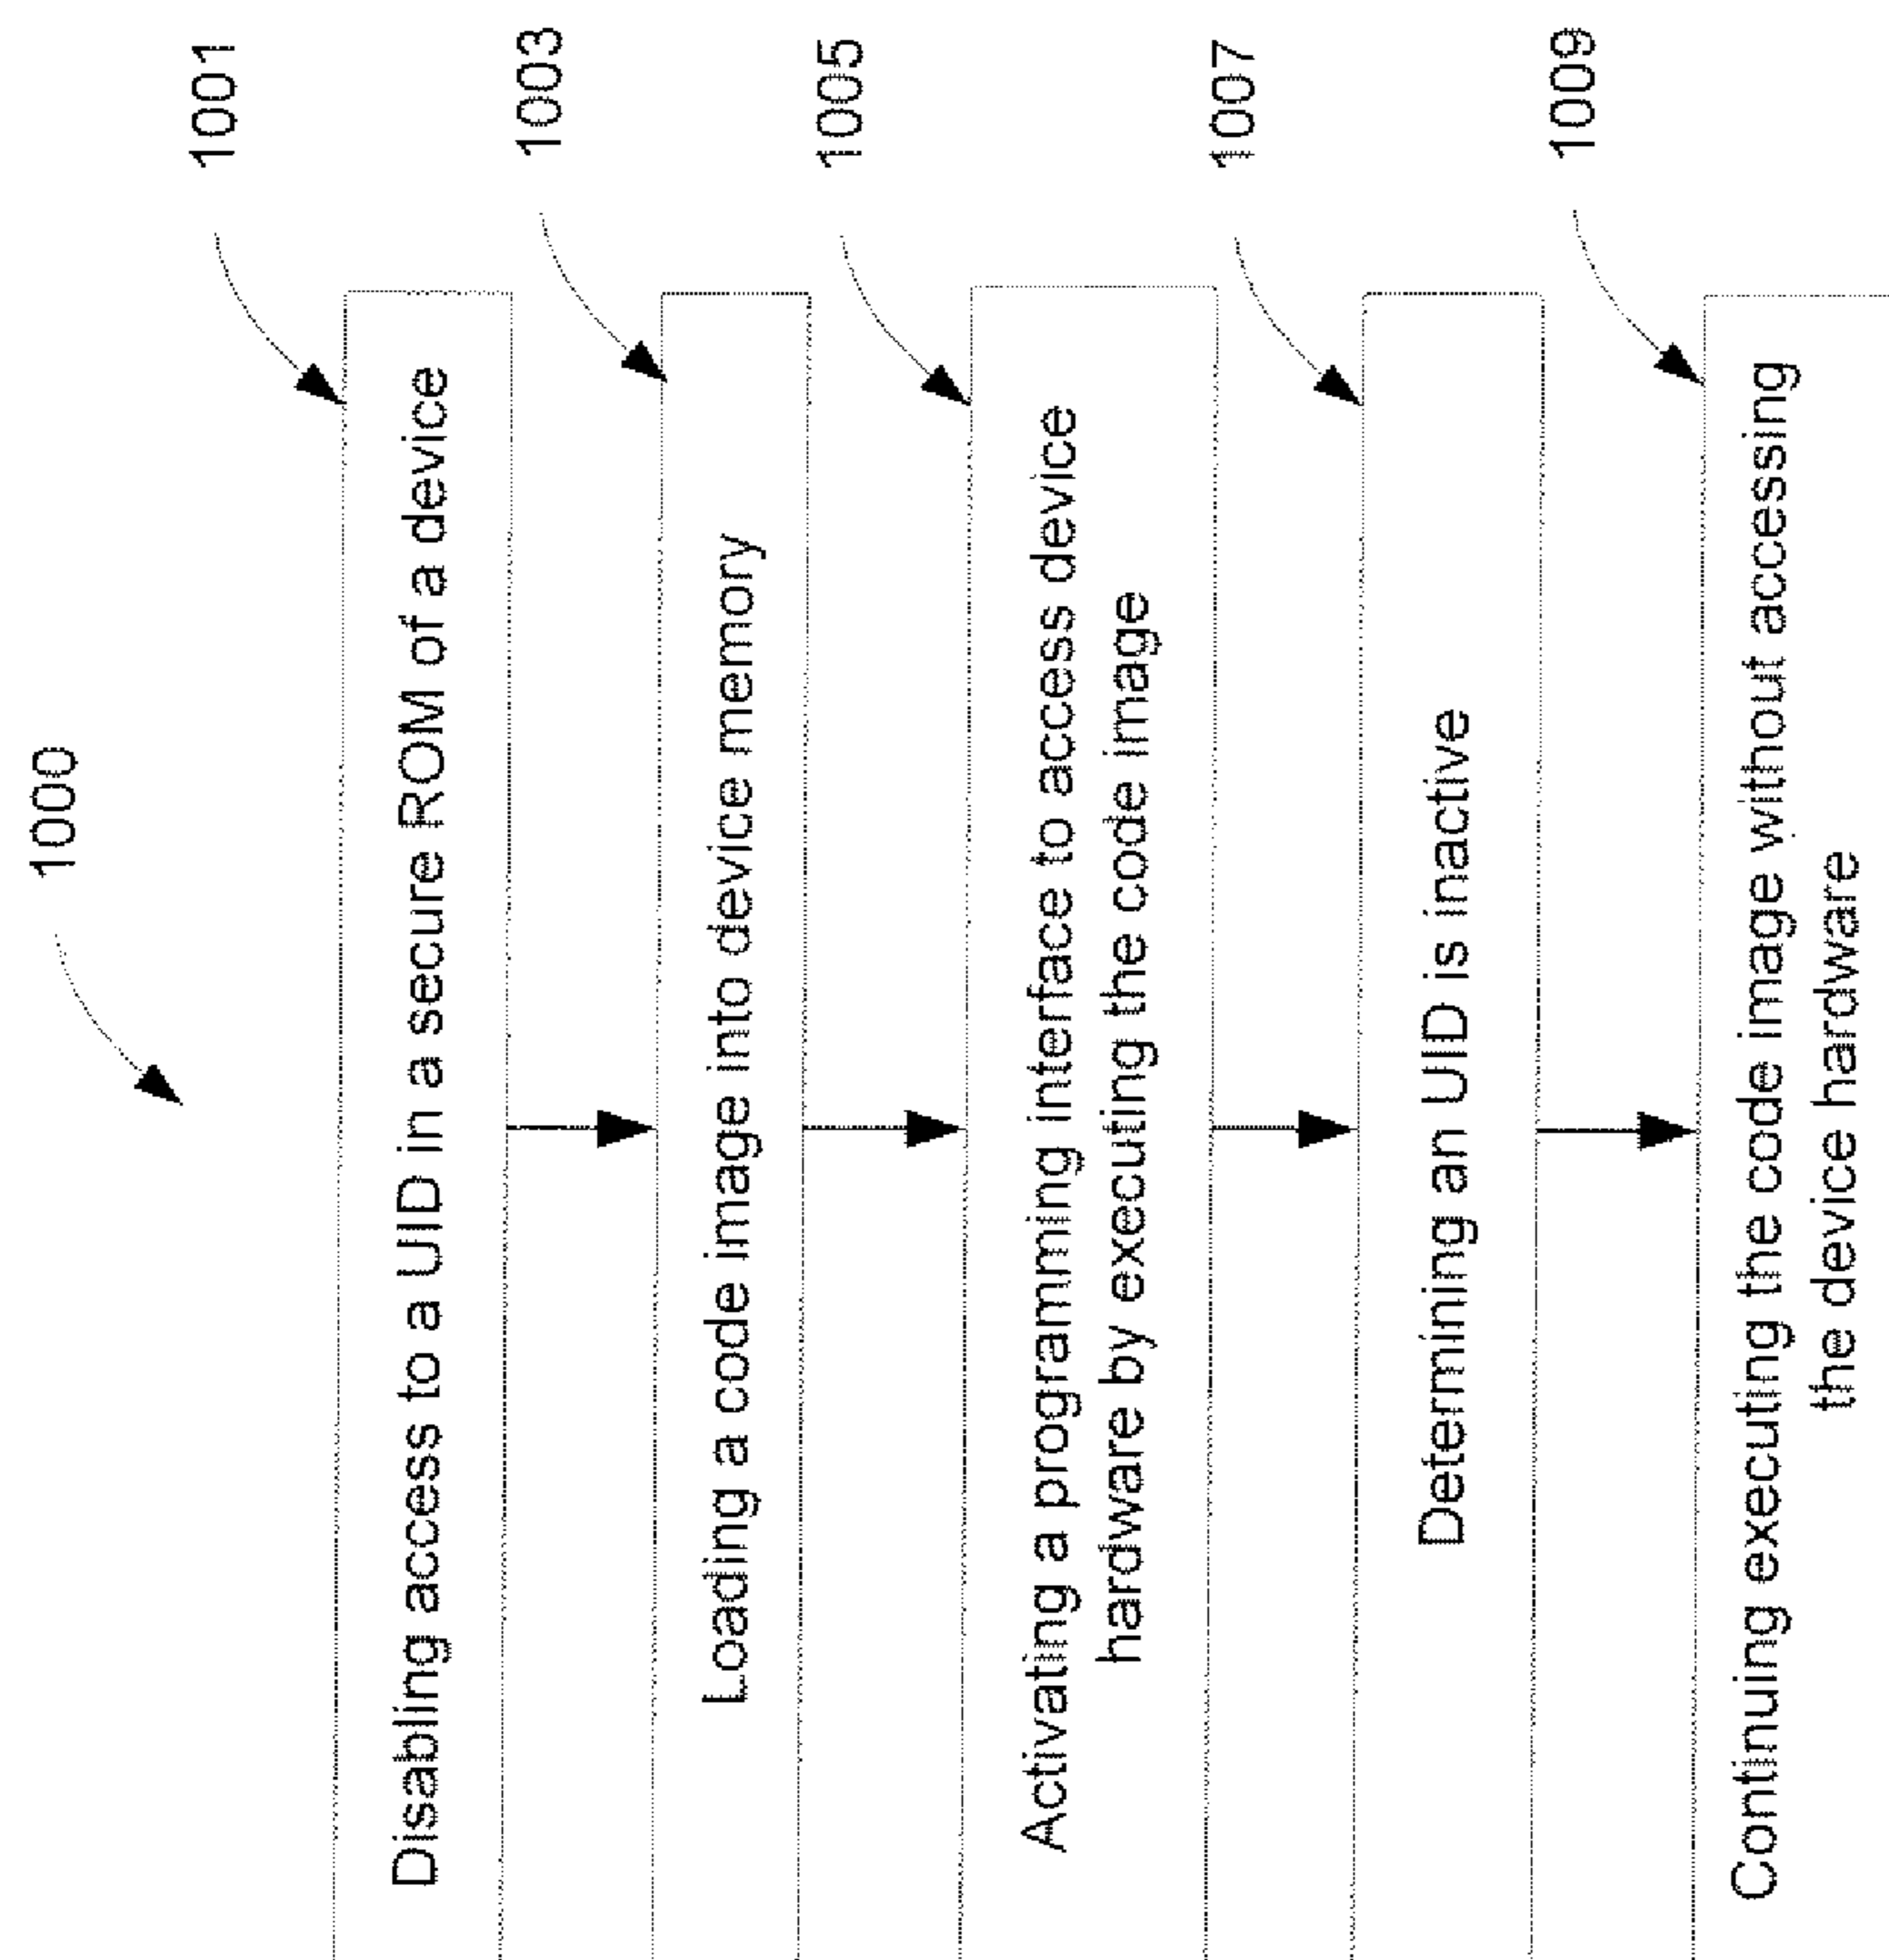 1000
1001
Disabling access to a UID in a secure ROM of a device
1003
Loading a code image into device memory
1005
Activating a programming interface to access device
hardware by executing the code image
1007
Determining an UID is inactive
1009
Continuing executing the code image without accessing
the device hardware